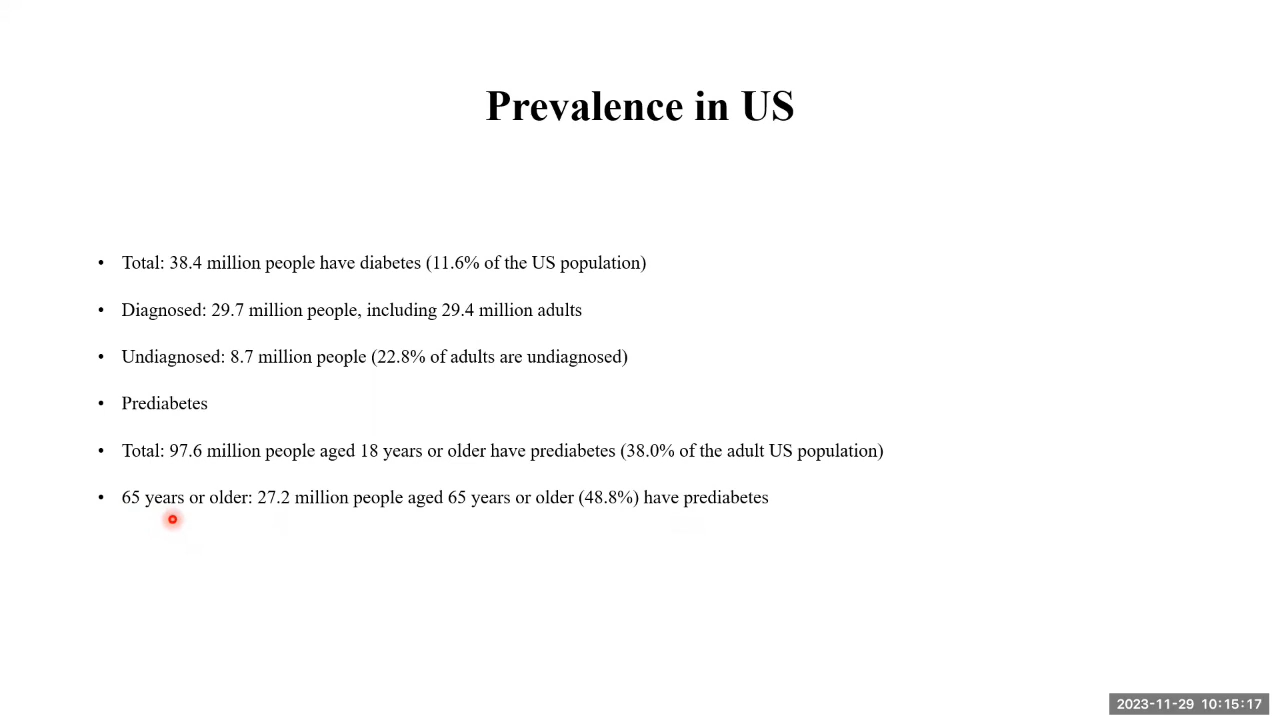 Prevalence in US
• Total: 38.4 million people have diabetes (11.6% of the US population)
• Diagnosed: 29.7 million people, including 29.4 million adults
• Undiagnosed: 8.7 million people (22.8% of adults are undiagnosed)
• Prediabetes
• Total: 97.6 million people aged 18 years or older have prediabetes (38.0% of the adult US population)
• 65 years or older: 27.2 million people aged 65 years or older (48.8%) have prediabetes
2023-11-29 10:15:17